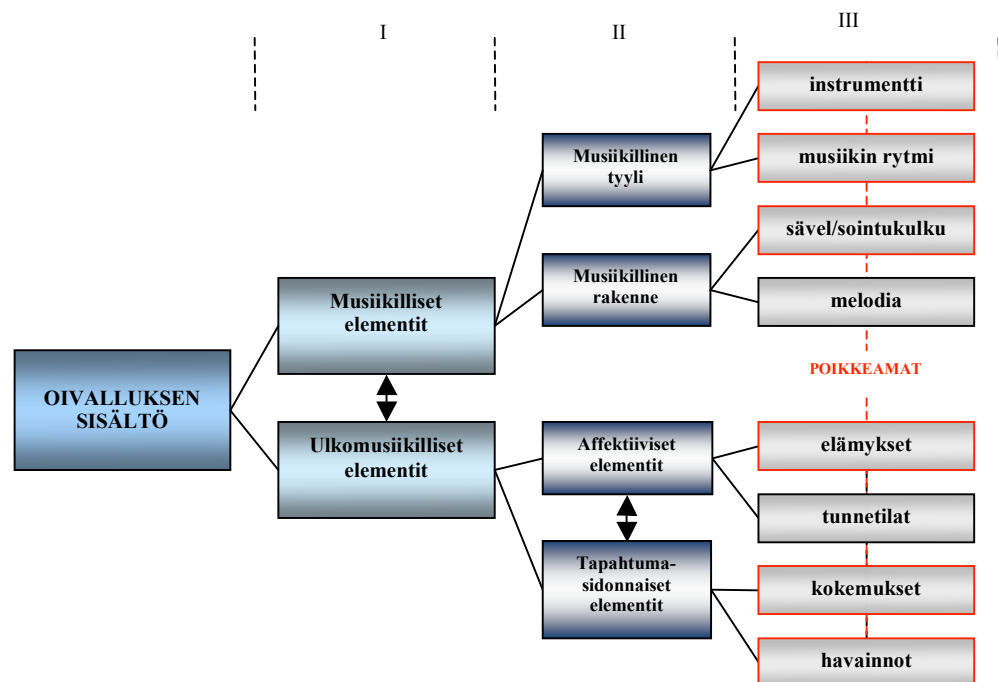 I
II
III
instrumentti
musiikin rytmi
Musiikillinen
tyyli
sävel/sointukulku
Musiikillinen
rakenne
melodia
Musiikilliset
elementit
POIKKEAMAT
OIVALLUKSEN
SISÄLTÖ
Ulkomusiikilliset
elementit
Affektiiviset
elementit
elämykset
tunnetilat
Tapahtuma-
sidonnaiset
elementit
kokemukset
havainnot